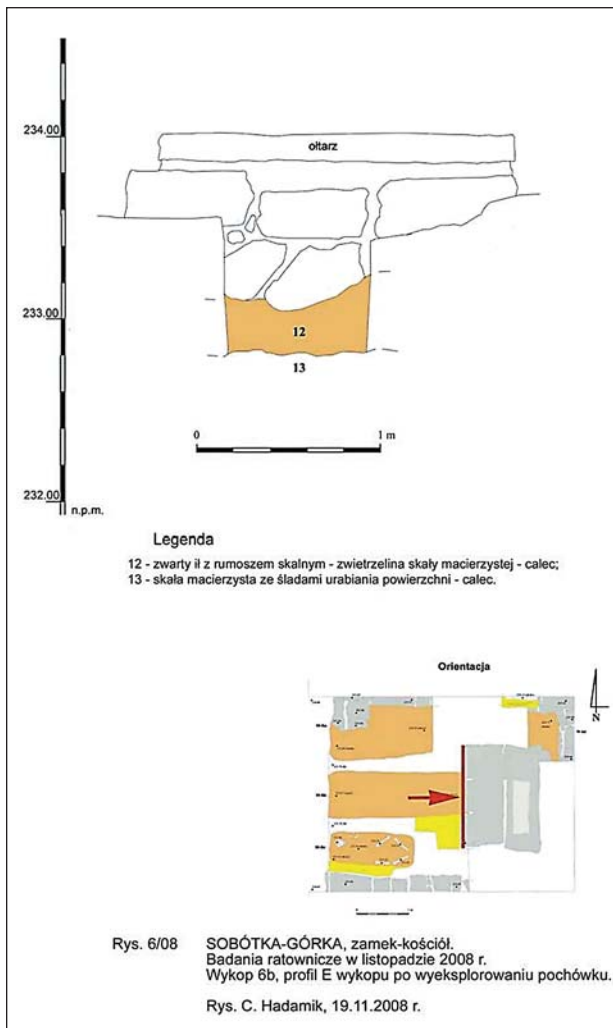 234.00
ołtarz
233.00
12
13
0 1 m
232.00
n.p.m.
Legenda
12 - zwarty ił z rumoszem skalnym - zwietrzelina skały macierzystej - calec;
13 - skała macierzysta ze śladami urabiania powierzchni - calec.
Orientacja
N
Rys. 6/08 SOBÓTKA-GÓRKA, zamek-kościół.
Badania ratownicze w listopadzie 2008 r.
Wykop 6b, profil E wykopu po wyeksplorowaniu pochówku.
Rys. C. Hadamik, 19.11.2008 r.